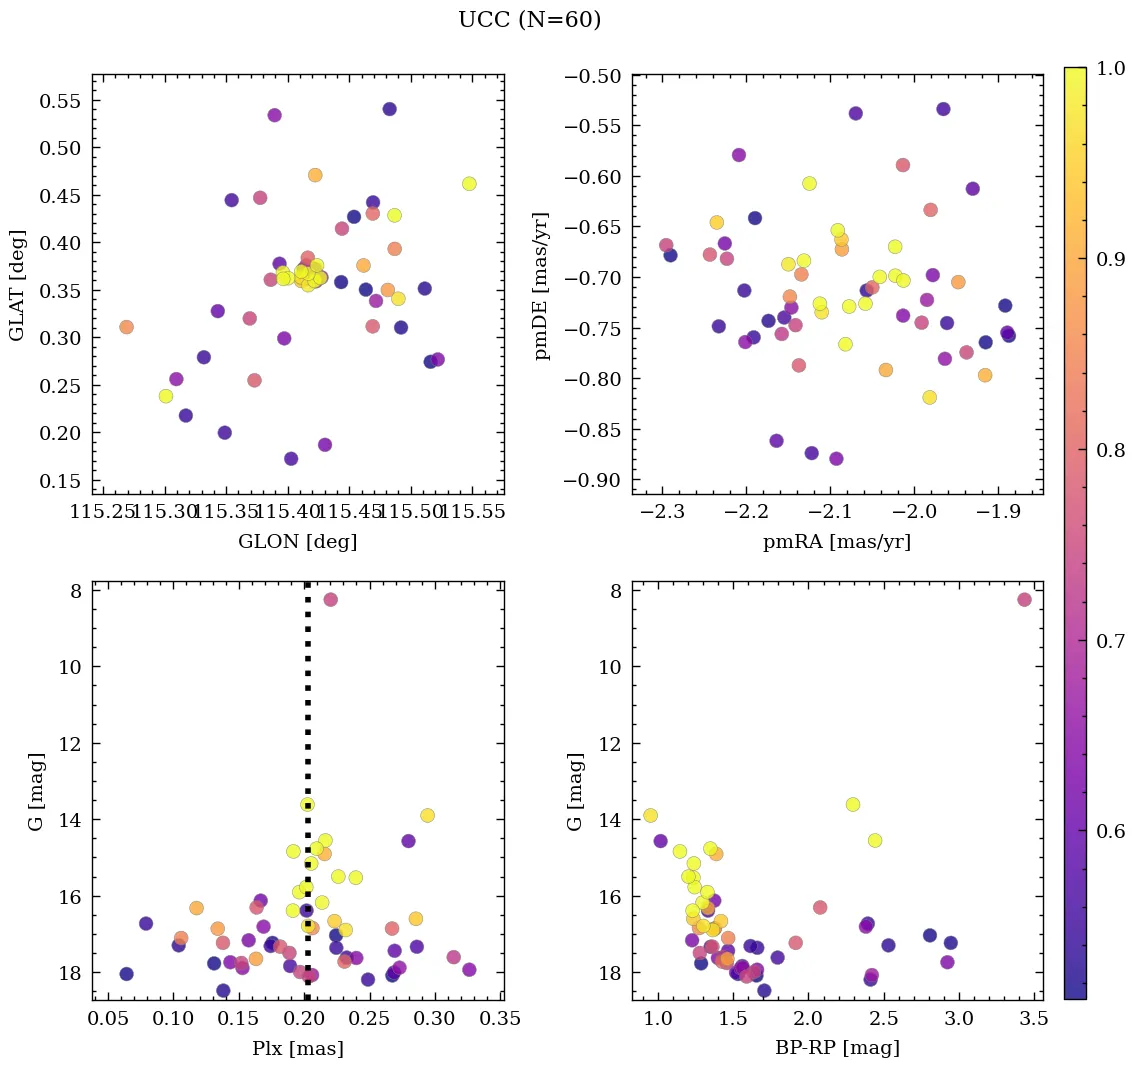 UCC (N=60)
0.55
0.50
0.45
0.40
0.35
0.30
0.25
0.20
0.15
GLAT [deg]
115.25 115.30 115.35 115.40 115.45 115.50 115.55
GLON [deg]
−0.50
−0.55
−0.60
−0.65
−0.70
−0.75
−0.80
−0.85
−0.90
pmDE [mas/yr]
−2.3 −2.2 −2.1 −2.0 −1.9
pmRA [mas/yr]
8
10
12
14
16
18
G [mag]
0.05 0.10 0.15 0.20 0.25 0.30 0.35
Plx [mas]
8
10
12
14
16
18
G [mag]
1.0 1.5 2.0 2.5 3.0 3.5
BP-RP [mag]
1.0
0.9
0.8
0.7
0.6